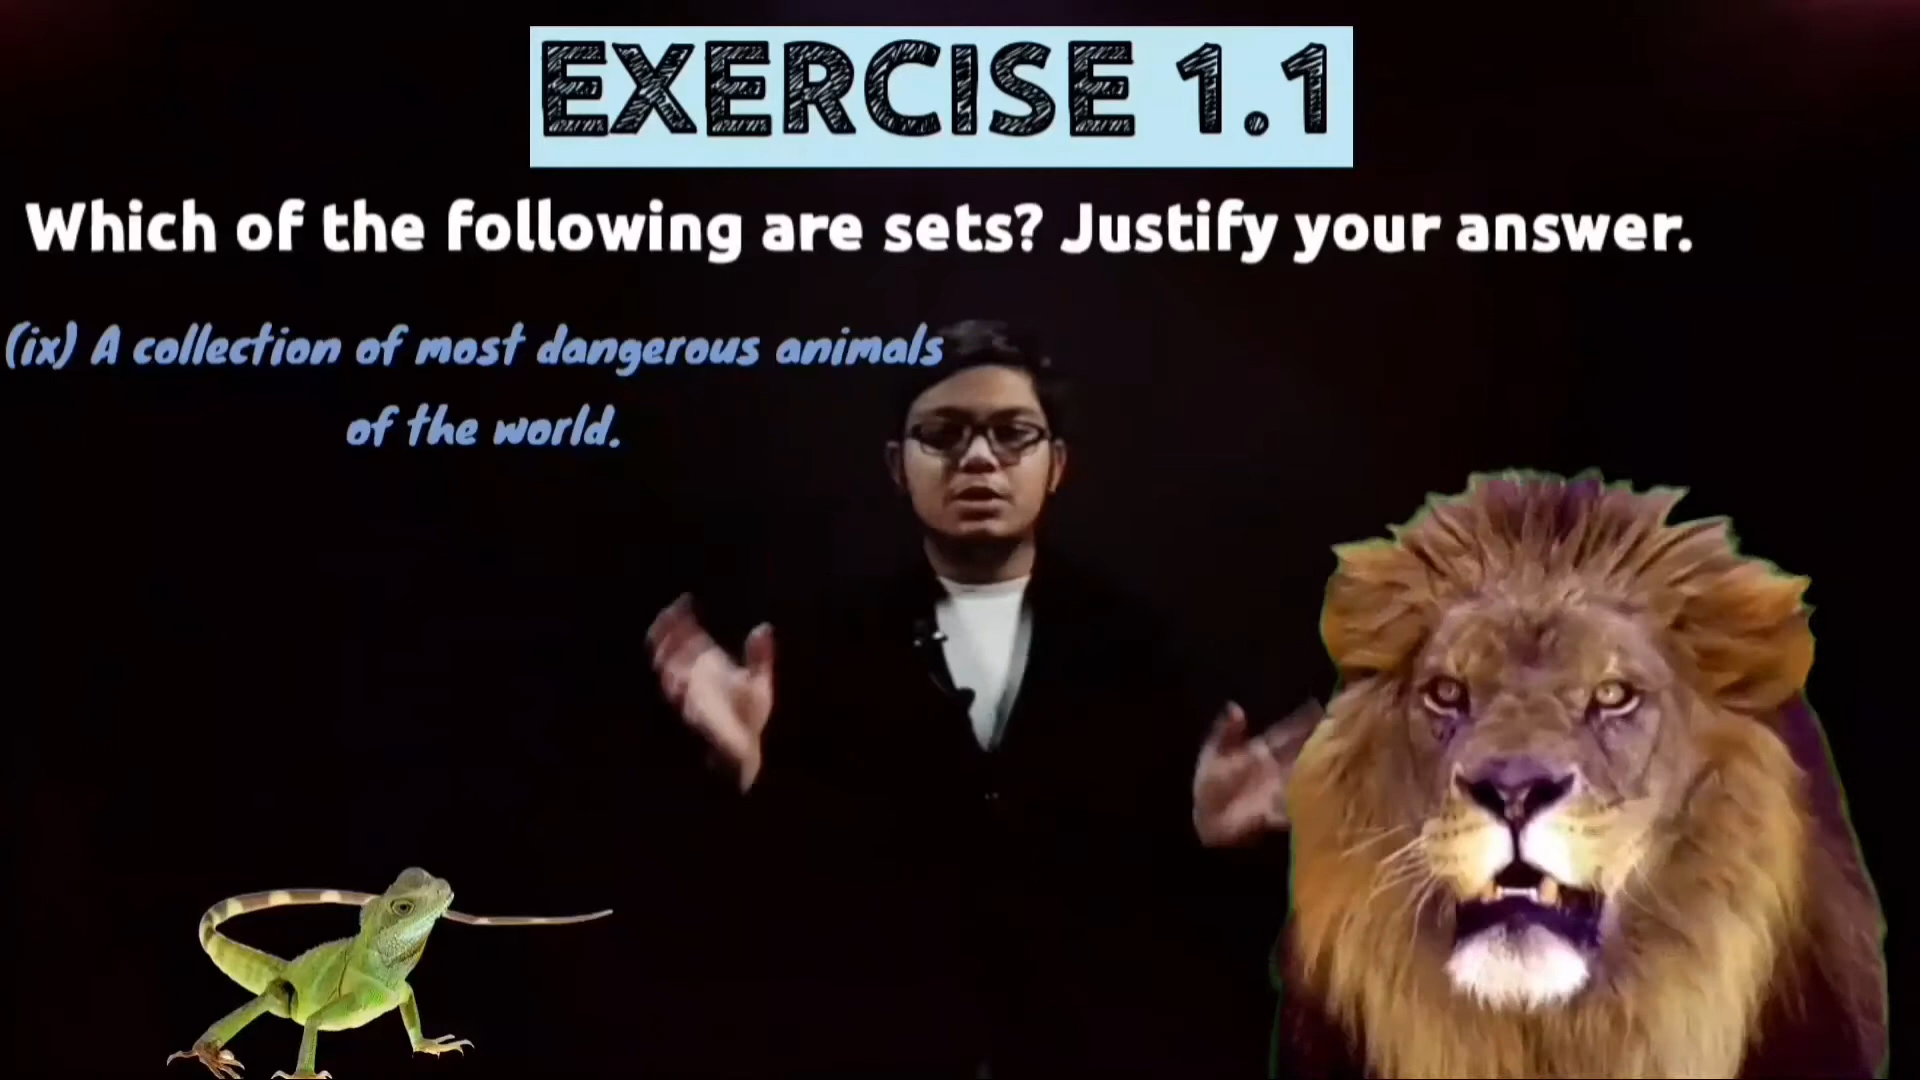 EXERCISE 1.1
Which of the following are sets? Justify your answer.
(ix) A collection of most dangerous animals
of the world.